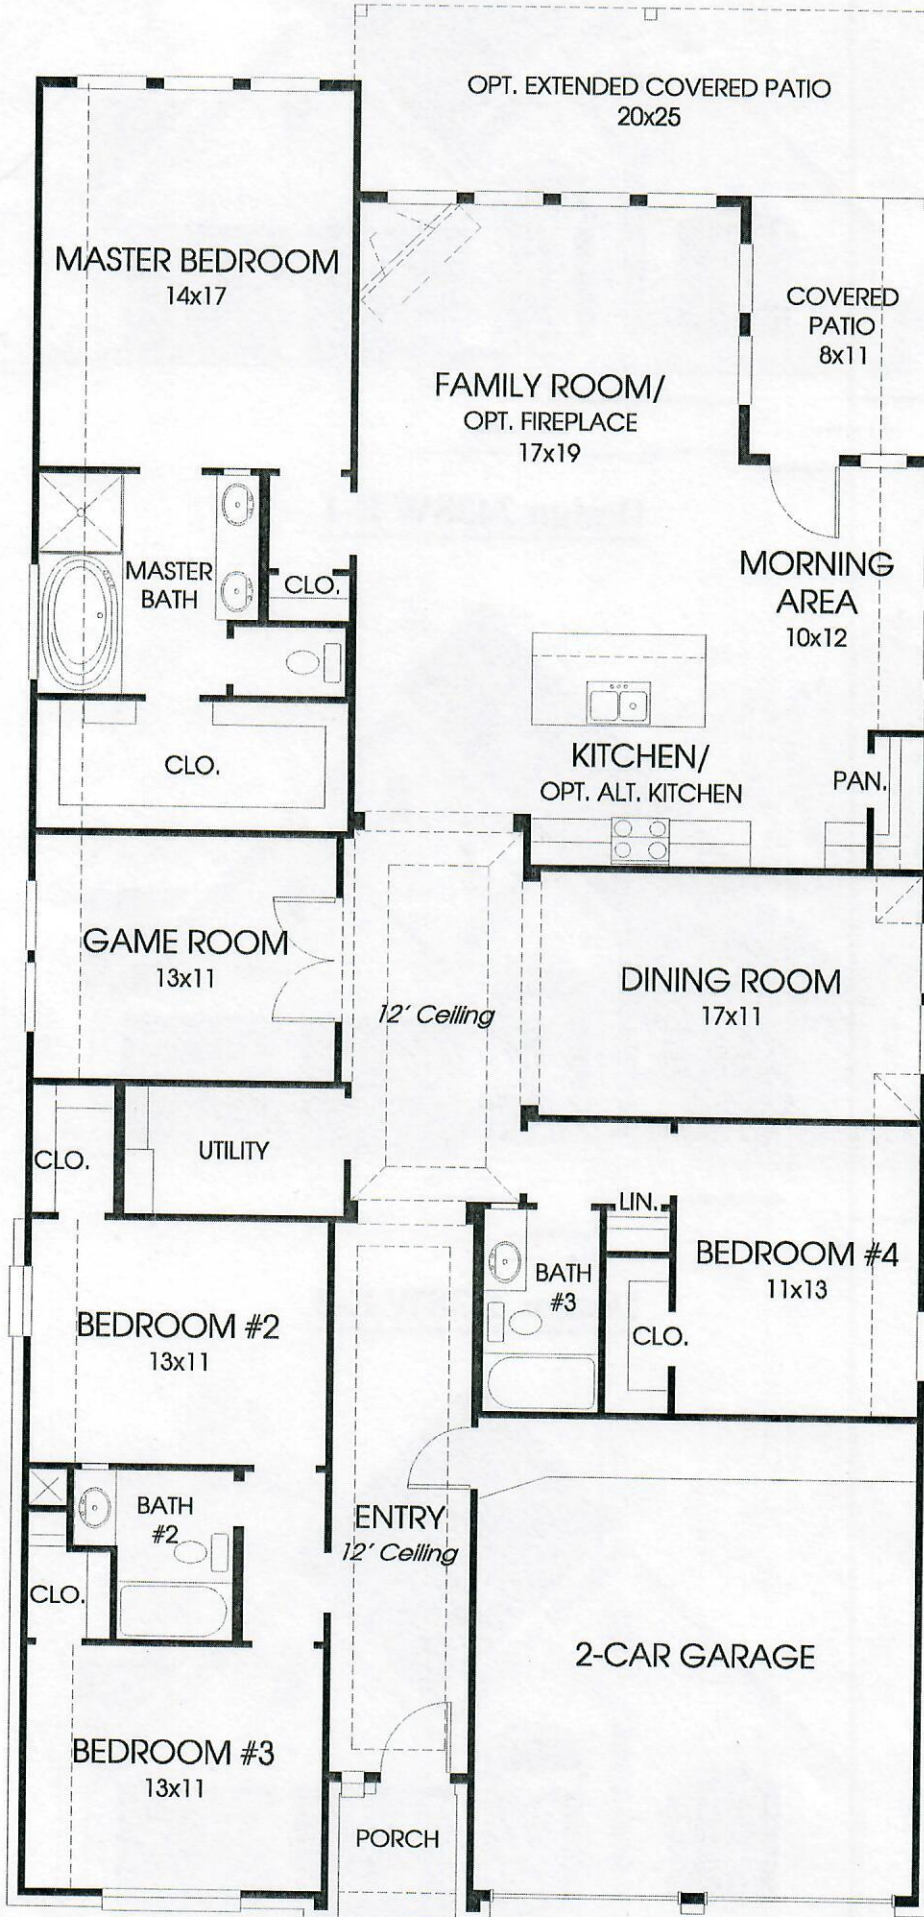 OPT. EXTENDED COVERED PATIO
20x25
MASTER BEDROOM
14x17
COVERED
PATIO
8x11
FAMILY ROOM/
OPT. FIREPLACE
17x19
MASTER
BATH
CLO.
MORNING
AREA
10x12
CLO.
KITCHEN/
OPT. ALT. KITCHEN
PAN.
GAME ROOM
13x11
12' Ceiling
DINING ROOM
17x11
CLO.
UTILITY
LIN.
BEDROOM #4
11x13
BATH
#3
CLO.
BEDROOM #2
13x11
BATH
#2
ENTRY
12' Ceiling
CLO.
2-CAR GARAGE
BEDROOM #3
13x11
PORCH